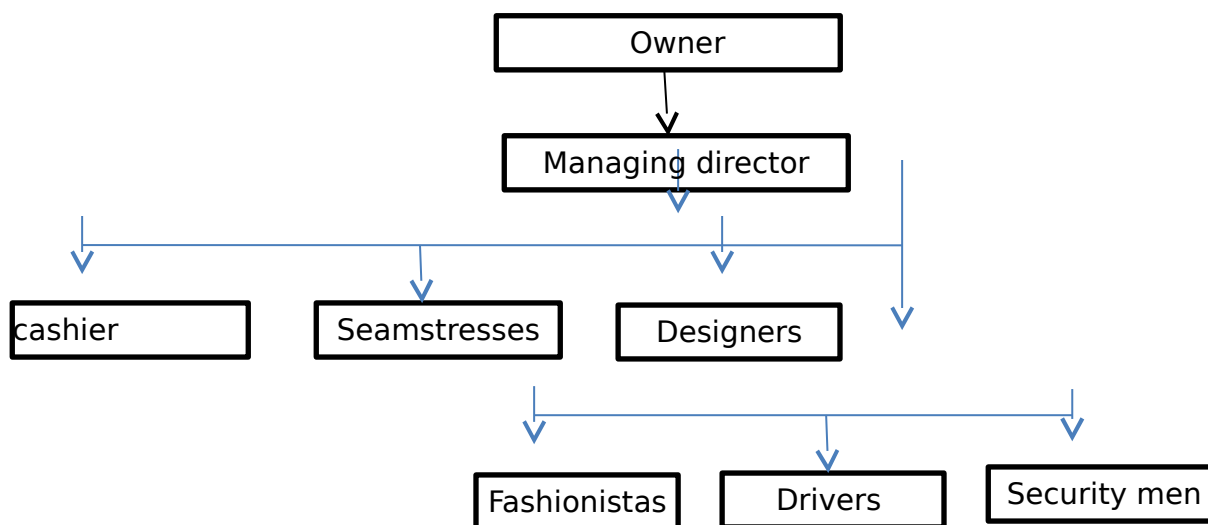 Owner
Managing director
cashier
Seamstresses
Designers
Fashionistas
Drivers
Security men